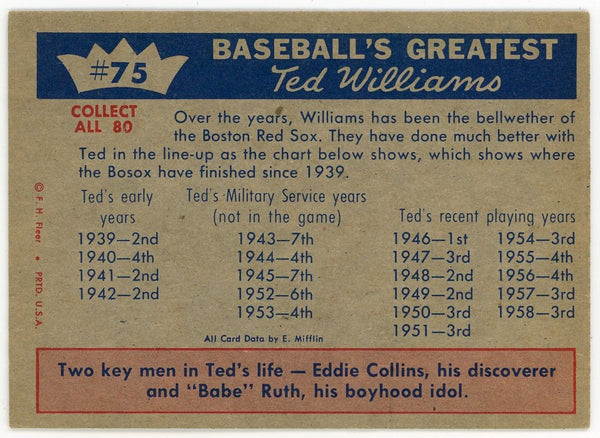 #75
BASEBALL'S GREATEST
Ted Williams
COLLECT
ALL 80
Over the years, Williams has been the bellwether of
the Boston Red Sox. They have done much better with
Ted in the line-up as the chart below shows, which shows where
the Bosox have finished since 1939.
Ted's early
years
1939—2nd
1940—4th
1941—2nd
1942—2nd
Ted's Military Service years
(not in the game)
1943—7th
1944—4th
1945—7th
1952—6th
1953—4th
Ted's recent playing years
1946—1st 1954—3rd
1947—3rd 1955—4th
1948—2nd 1956—4th
1949—2nd 1957—3rd
1950—3rd 1958—3rd
1951—3rd
All Card Data by E. Mifflin
© F. H. Fleer • PRTD. U.S.A.
Two key men in Ted's life — Eddie Collins, his discoverer
and "Babe" Ruth, his boyhood idol.